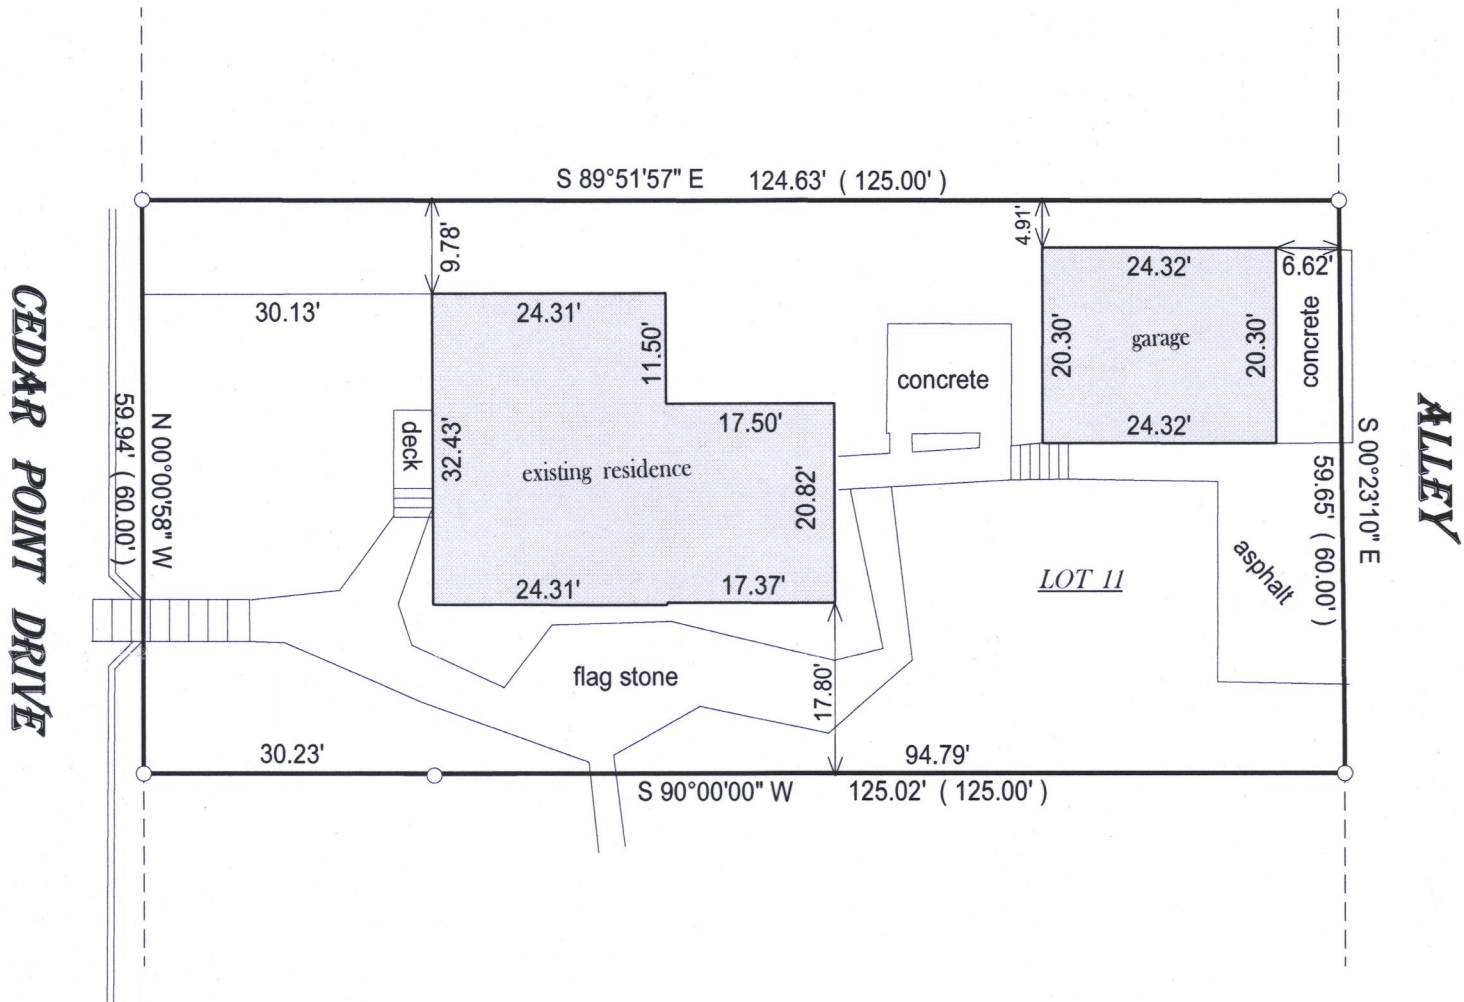 S 89°51'57" E 124.63' ( 125.00' )
9.78'
4.91'
30.13'
24.31'
11.50'
24.32'
6.62'
20.30'
garage
20.30'
concrete
24.32'
concrete
17.50'
deck
32.43'
existing residence
20.82'
24.31'
17.37'
CEDAR POINT DRIVE
59.94' ( 60.00' )
N 00°00'58" W
ALLEY
S 00°23'10" E
59.65' ( 60.00' )
asphalt
LOT 11
flag stone
17.80'
30.23'
94.79'
S 90°00'00" W 125.02' ( 125.00' )